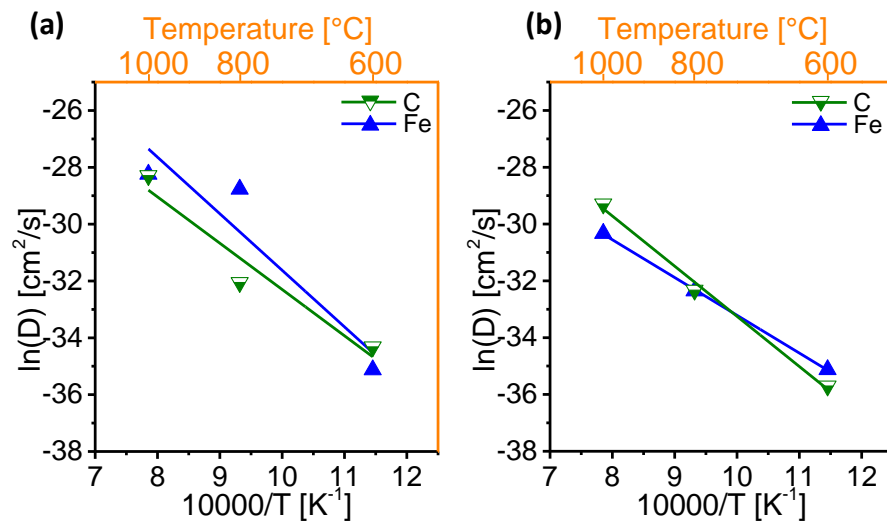 (a)
Temperature [°C]
1000 800 600
-26
-28
-30
-32
-34
-36
-38
ln(D) [cm²/s]
C
Fe
7 8 9 10 11 12
10000/T [K⁻¹]
(b)
Temperature [°C]
1000 800 600
-26
-28
-30
-32
-34
-36
-38
ln(D) [cm²/s]
C
Fe
7 8 9 10 11 12
10000/T [K⁻¹]